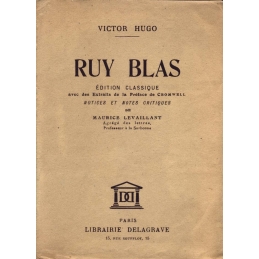 VICTOR HUGO
RUY BLAS
ÉDITION CLASSIQUE
avec des Extraits de la Préface de CROMWELL
NOTICES ET NOTES CRITIQUES
PAR
MAURICE LEVAILLANT
Agrégé des lettres,
Professeur à la Sorbonne
PARIS
LIBRAIRIE DELAGRAVE
15, RUE SOUFFLOT, 15